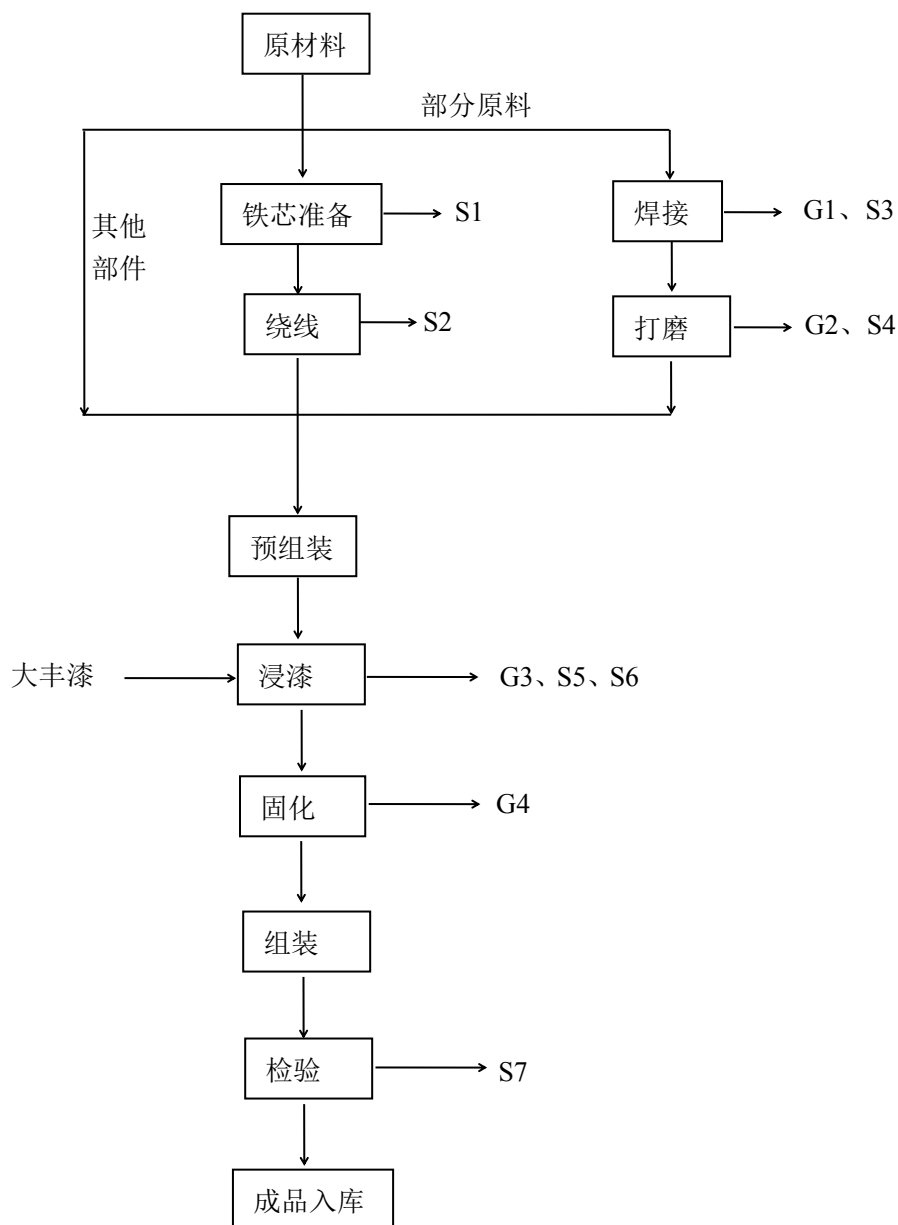 原材料
部分原料
铁芯准备
S1
焊接
G1、S3
其他
部件
绕线
S2
打磨
G2、S4
预组装
大丰漆
浸漆
G3、S5、S6
固化
G4
组装
检验
S7
成品入库